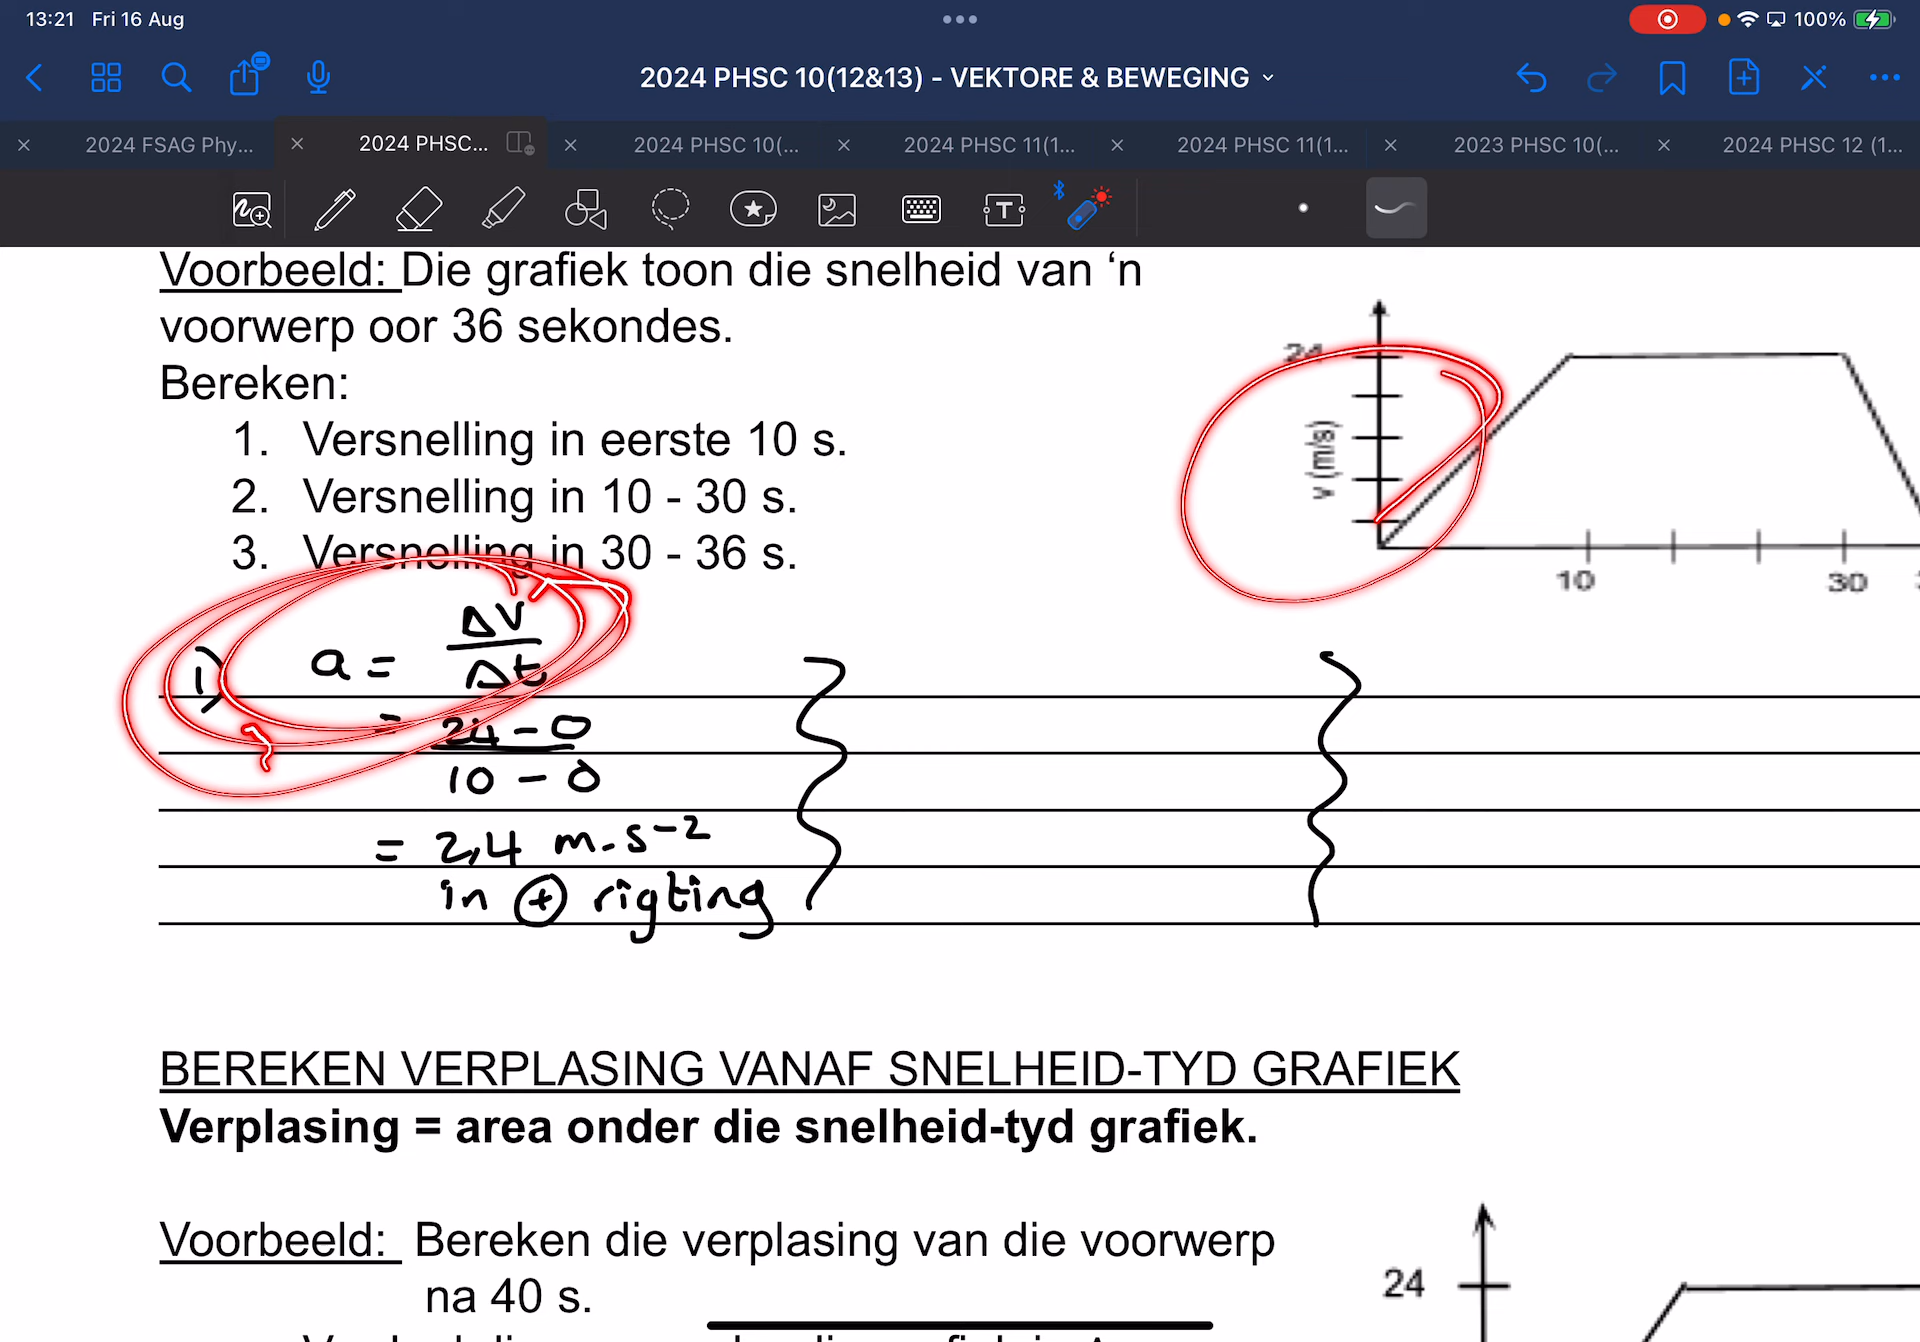 13:21 Fri 16 Aug
100%
2024 PHSC 10(12&13) - VEKTORE & BEWEGING
2024 FSAG Phy...
2024 PHSC...
2024 PHSC 10(...
2024 PHSC 11(1...
2024 PHSC 11(1...
2023 PHSC 10(...
2024 PHSC 12 (1...
Voorbeeld: Die grafiek toon die snelheid van ‘n
voorwerp oor 36 sekondes.
Bereken:
1. Versnelling in eerste 10 s.
2. Versnelling in 10 - 30 s.
3. Versnelling in 30 - 36 s.
24
V (m/s)
10
30
1) a = ΔV
Δt
= 24 - 0
10 - 0
= 2,4 m.s-2
in ⊕ rigting
BEREKEN VERPLASING VANAF SNELHEID-TYD GRAFIEK
Verplasing = area onder die snelheid-tyd grafiek.
Voorbeeld: Bereken die verplasing van die voorwerp
na 40 s.
24